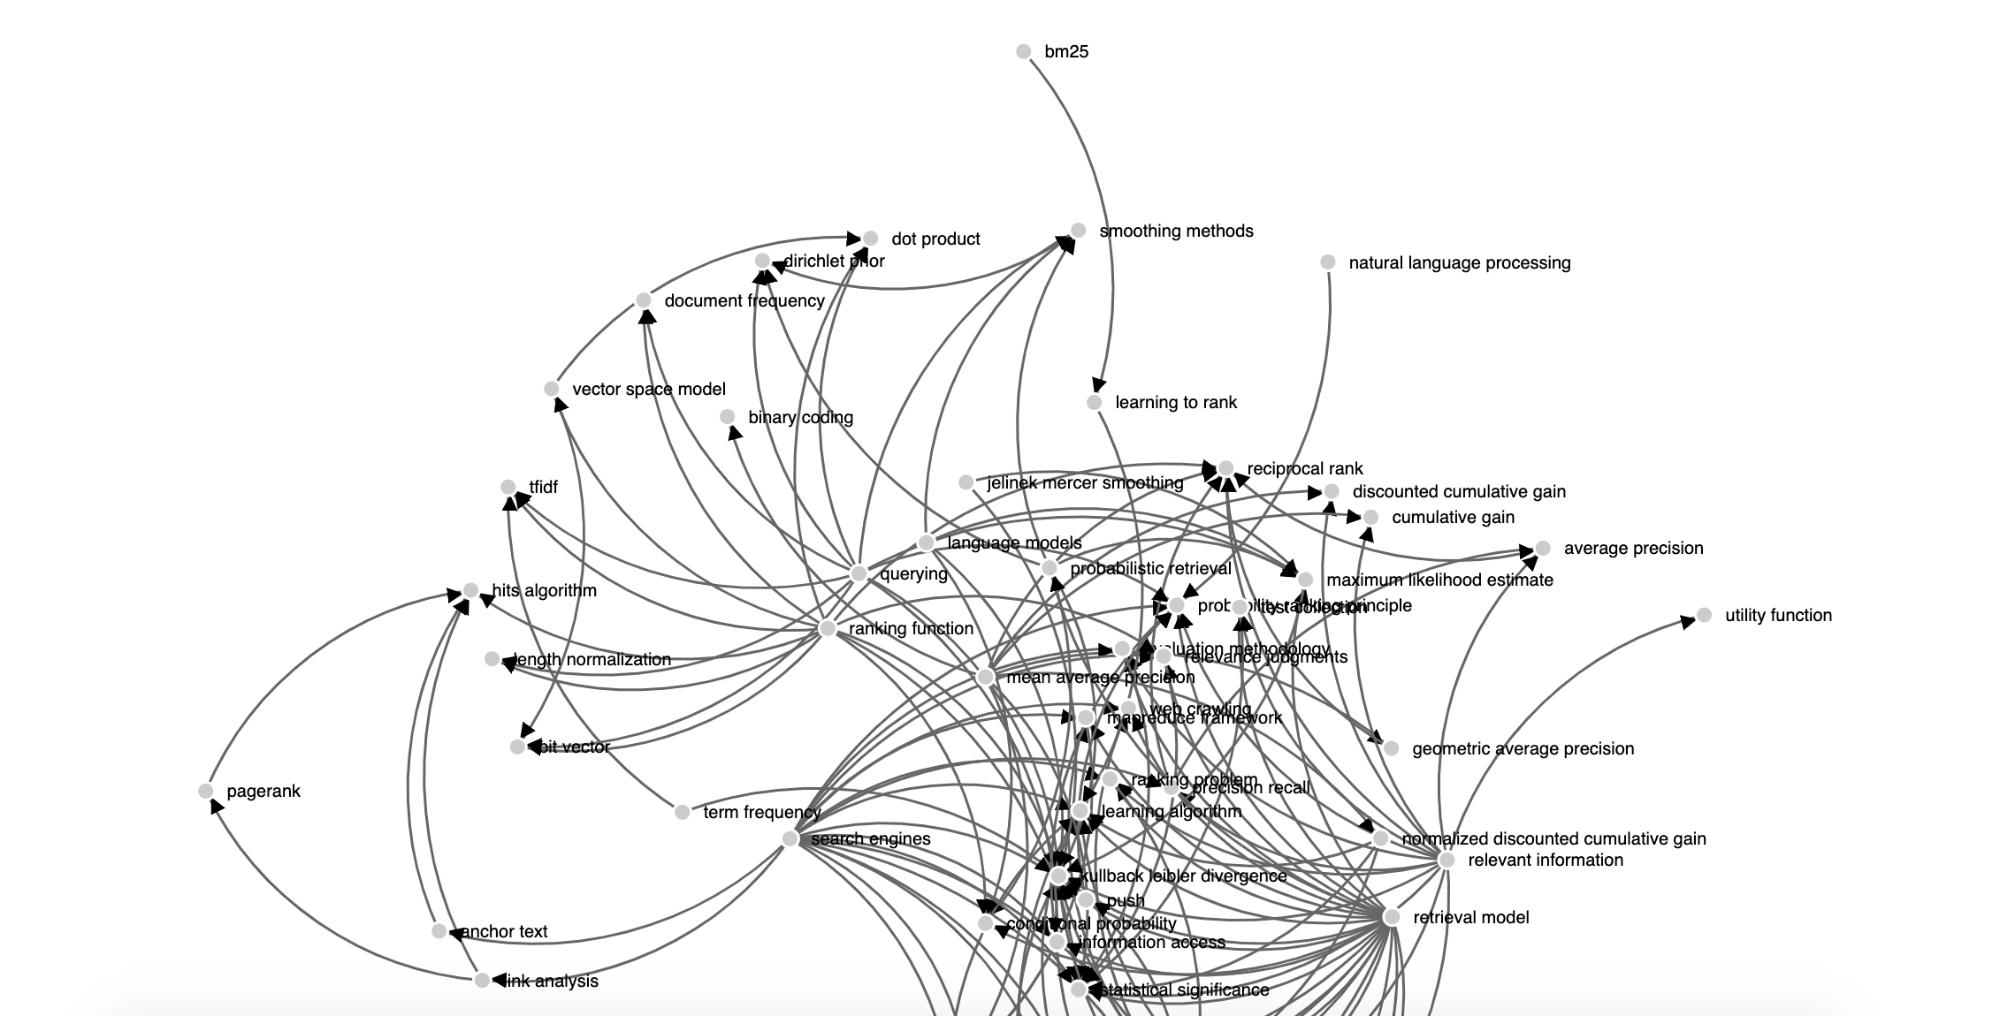 bm25
smoothing methods
dot product
dirichlet prior
natural language processing
document frequency
vector space model
learning to rank
binary coding
reciprocal rank
jelinek mercer smoothing
tfidf
discounted cumulative gain
cumulative gain
language models
average precision
probabilistic retrieval
querying
maximum likelihood estimate
hits algorithm
probability ranking principle
test collection
utility function
ranking function
evaluation methodology
relevance judgments
length normalization
mean average precision
web crawling
mapreduce framework
bit vector
geometric average precision
ranking problem
precision recall
pagerank
learning algorithm
term frequency
search engines
normalized discounted cumulative gain
relevant information
kullback leibler divergence
push
retrieval model
conditional probability
anchor text
information access
link analysis
statistical significance